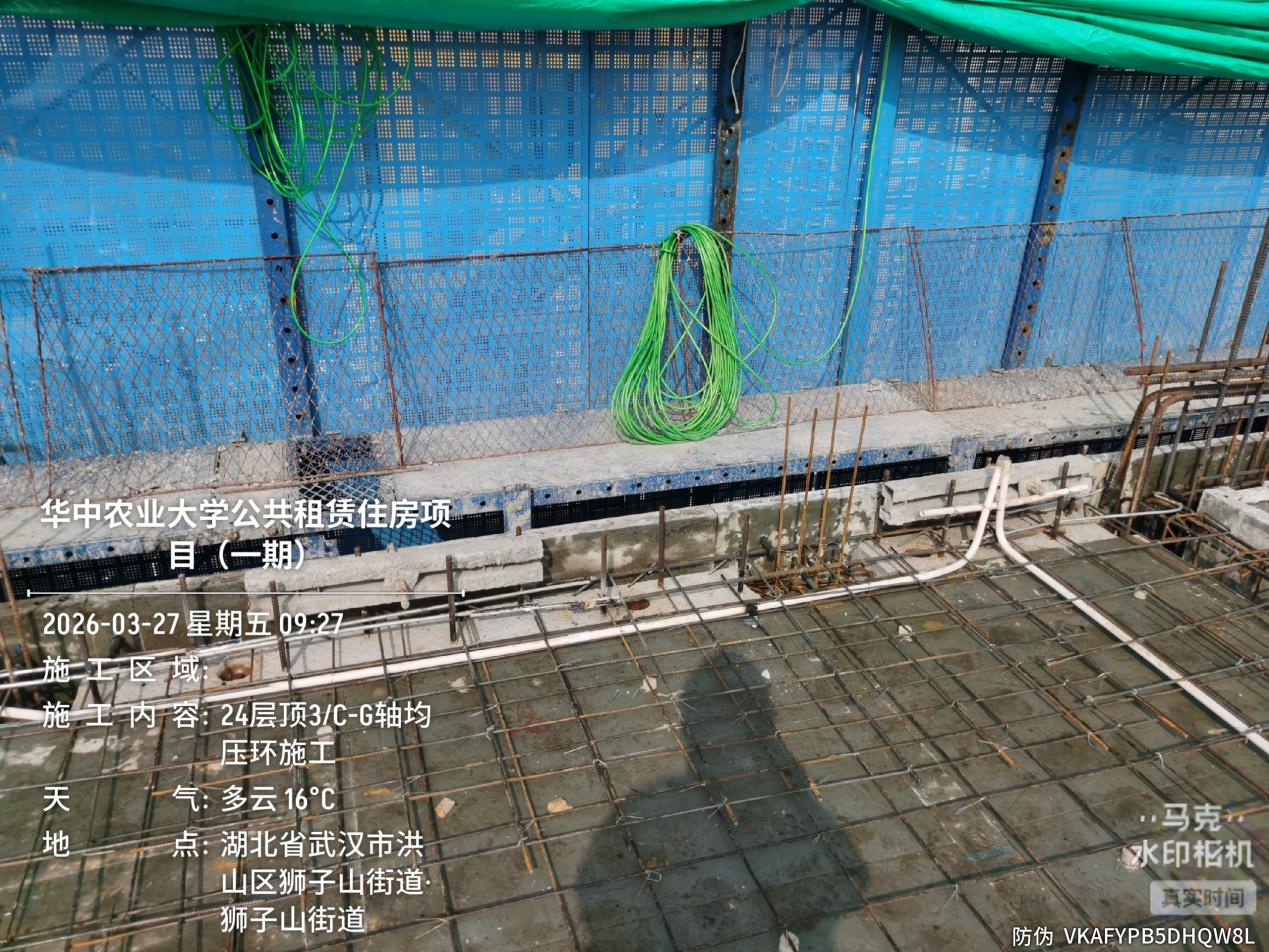 华中农业大学公共租赁住房项
目（一期）
2026-03-27 星期五 09:27
施工区域:
施工内容: 24层顶3/C-G轴均
压环施工
天气: 多云 16°C
地点: 湖北省武汉市洪
山区狮子山街道·
狮子山街道
马克
水印相机
真实时间
防伪 VKAFYPB5DHQW8L